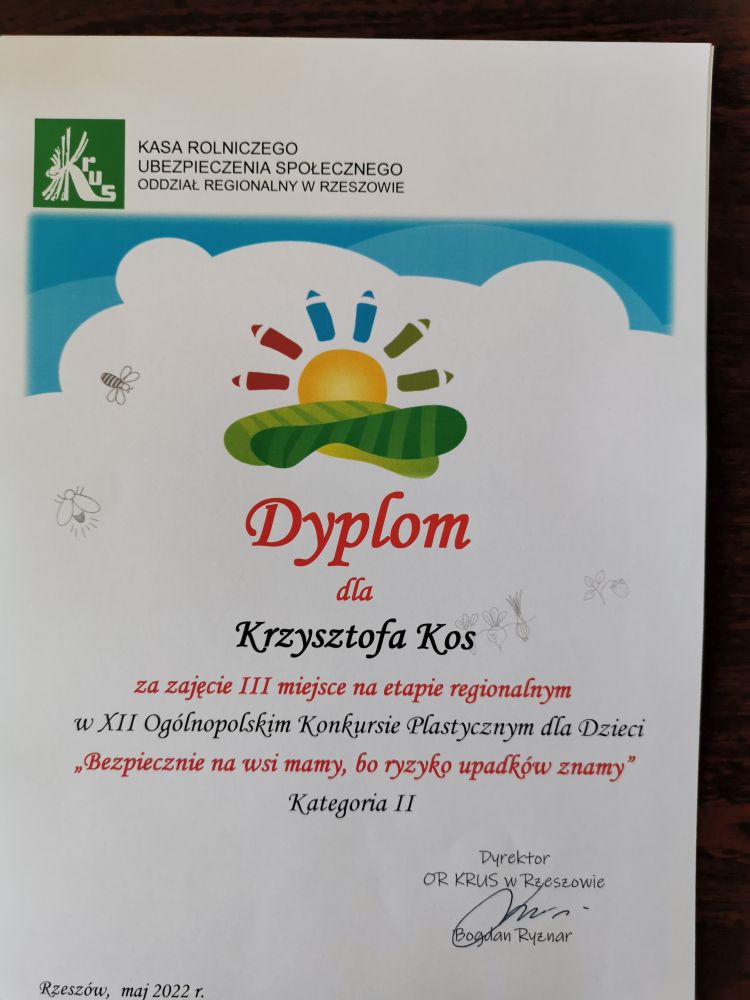 Krus
KASA ROLNICZEGO
UBEZPIECZENIA SPOŁECZNEGO
ODDZIAŁ REGIONALNY W RZESZOWIE
Dyplom
dla
Krzysztofa Kos
za zajęcie III miejsce na etapie regionalnym
w XII Ogólnopolskim Konkursie Plastycznym dla Dzieci
„Bezpiecznie na wsi mamy, bo ryzyko upadków znamy”
Kategoria II
Dyrektor
OR KRUS w Rzeszowie
Bogdan Ryznar
Rzeszów, maj 2022 r.